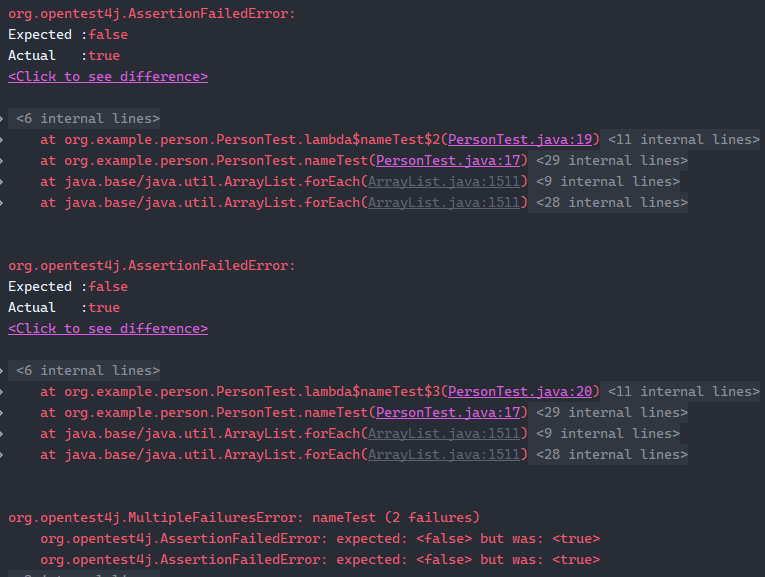 org.opentest4j.AssertionFailedError:
Expected :false
Actual   :true
<Click to see difference>
<6 internal lines>
at org.example.person.PersonTest.lambda$nameTest$2(PersonTest.java:19) <11 internal lines>
at org.example.person.PersonTest.nameTest(PersonTest.java:17) <29 internal lines>
at java.base/java.util.ArrayList.forEach(ArrayList.java:1511) <9 internal lines>
at java.base/java.util.ArrayList.forEach(ArrayList.java:1511) <28 internal lines>
org.opentest4j.AssertionFailedError:
Expected :false
Actual   :true
<Click to see difference>
<6 internal lines>
at org.example.person.PersonTest.lambda$nameTest$3(PersonTest.java:20) <11 internal lines>
at org.example.person.PersonTest.nameTest(PersonTest.java:17) <29 internal lines>
at java.base/java.util.ArrayList.forEach(ArrayList.java:1511) <9 internal lines>
at java.base/java.util.ArrayList.forEach(ArrayList.java:1511) <28 internal lines>
org.opentest4j.MultipleFailuresError: nameTest (2 failures)
org.opentest4j.AssertionFailedError: expected: <false> but was: <true>
org.opentest4j.AssertionFailedError: expected: <false> but was: <true>